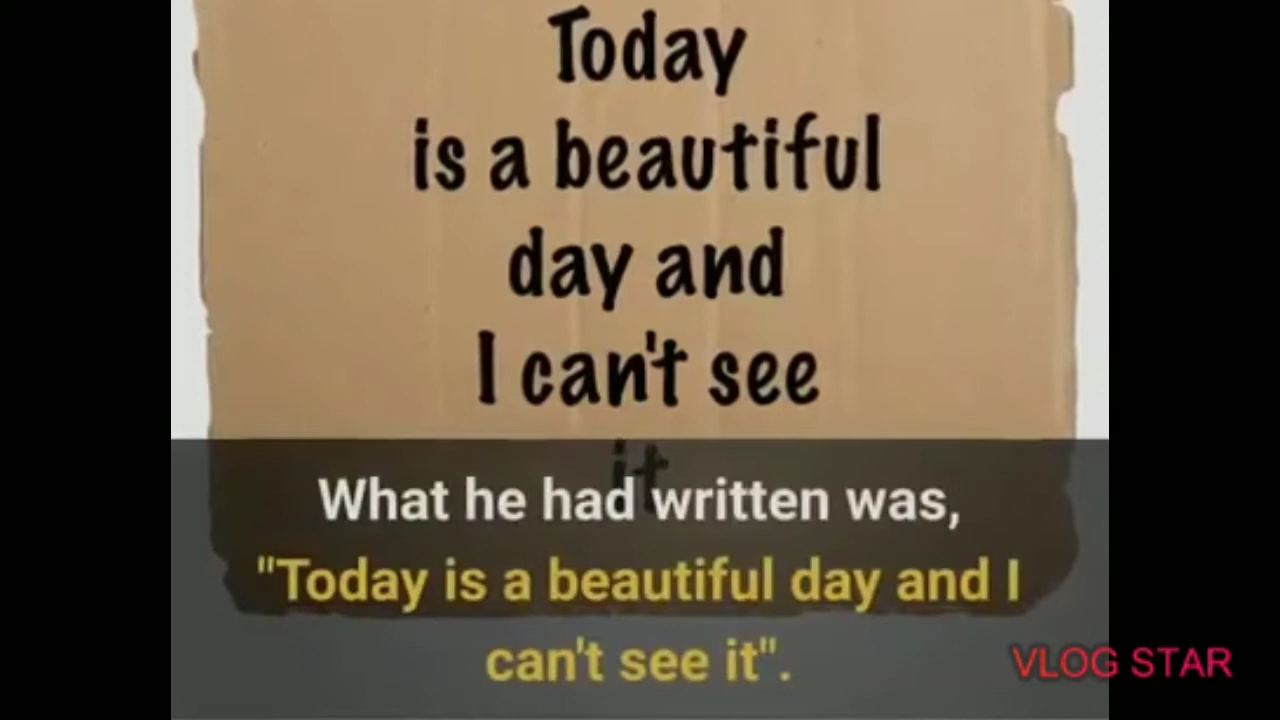 Today
is a beautiful
day and
I can't see
it
What he had written was,
"Today is a beautiful day and I
can't see it".
VLOG STAR